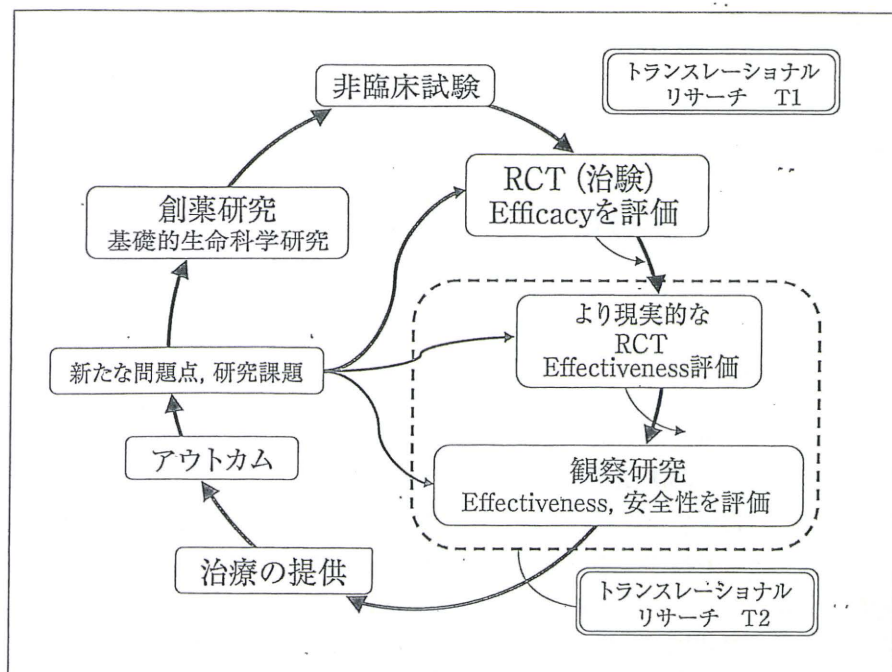 非臨床試験
トランスレーショナル
リサーチ T1
RCT (治験)
Efficacyを評価
創薬研究
基礎的生命科学研究
より現実的な
RCT
Effectiveness評価
新たな問題点, 研究課題
アウトカム
観察研究
Effectiveness, 安全性を評価
治療の提供
トランスレーショナル
リサーチ T2